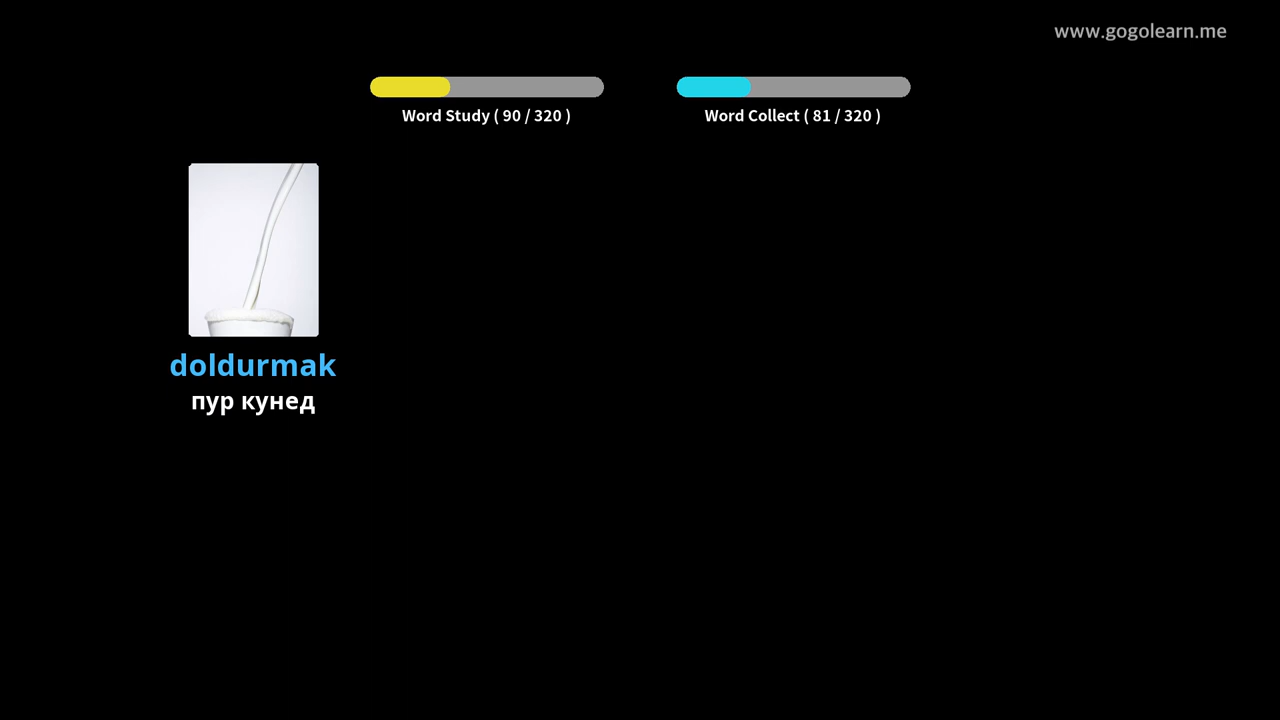 www.gogolearn.me
Word Study ( 90 / 320 )
Word Collect ( 81 / 320 )
doldurmak
пур кунед